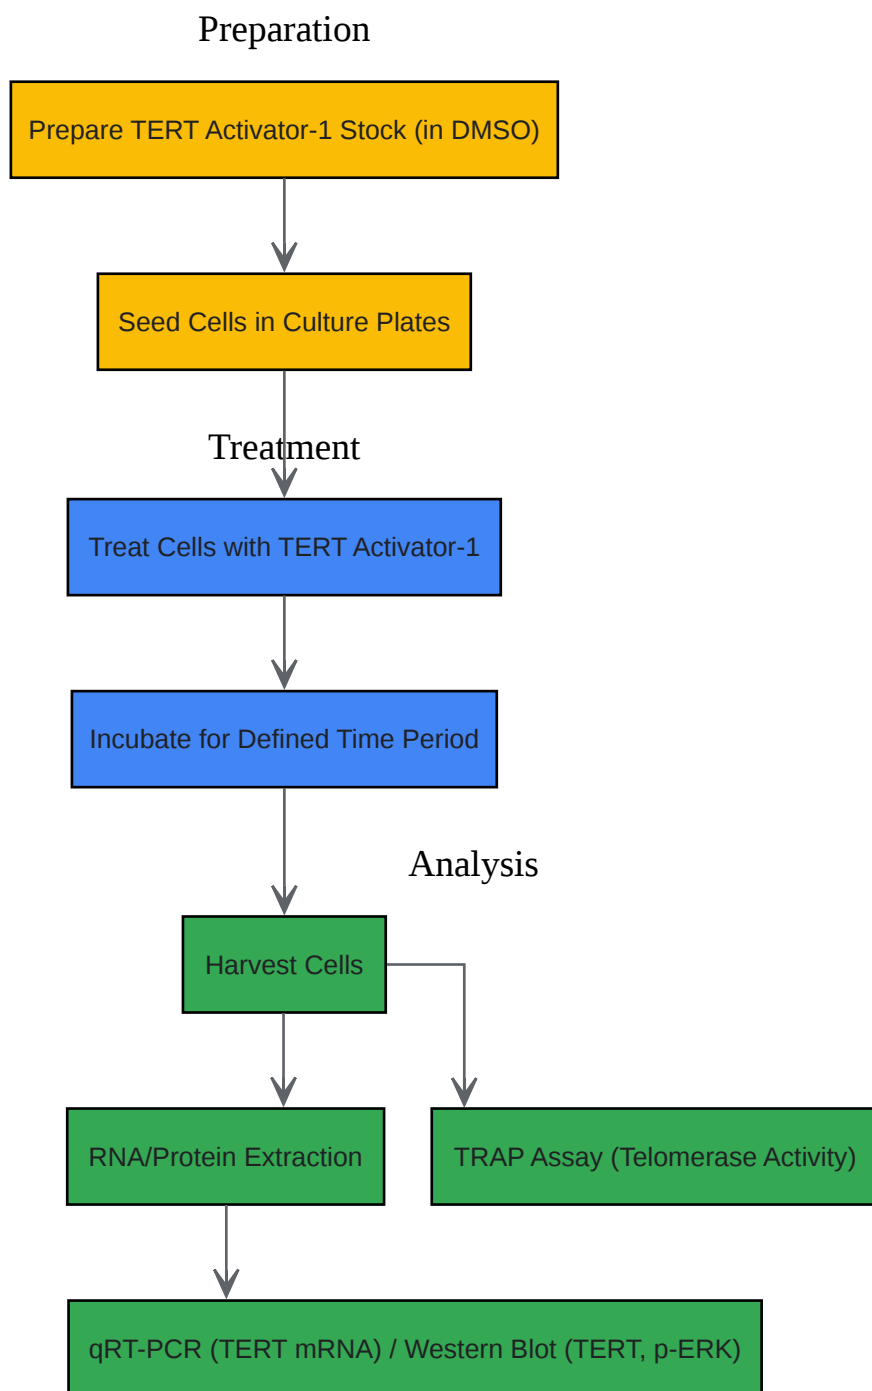 Preparation
Prepare TERT Activator-1 Stock (in DMSO)
Seed Cells in Culture Plates
Treatment
Treat Cells with TERT Activator-1
Incubate for Defined Time Period
Analysis
Harvest Cells
RNA/Protein Extraction
TRAP Assay (Telomerase Activity)
qRT-PCR (TERT mRNA) / Western Blot (TERT, p-ERK)